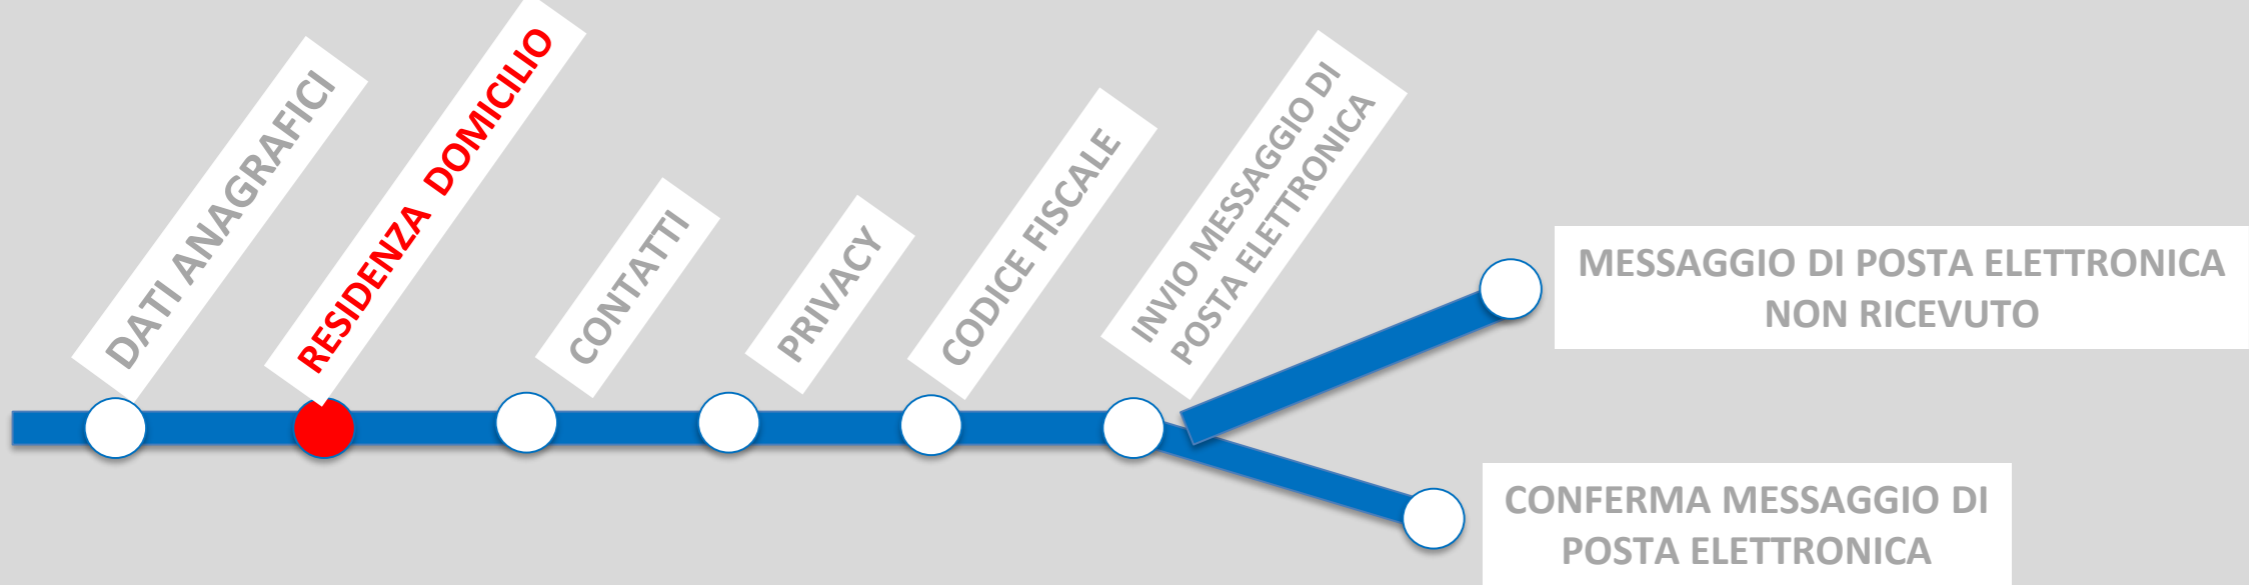 DATI ANAGRAFICI
RESIDENZA DOMICILIO
CONTATTI
PRIVACY
CODICE FISCALE
INVIO MESSAGGIO DI
POSTA ELETTRONICA
MESSAGGIO DI POSTA ELETTRONICA
NON RICEVUTO
CONFERMA MESSAGGIO DI
POSTA ELETTRONICA